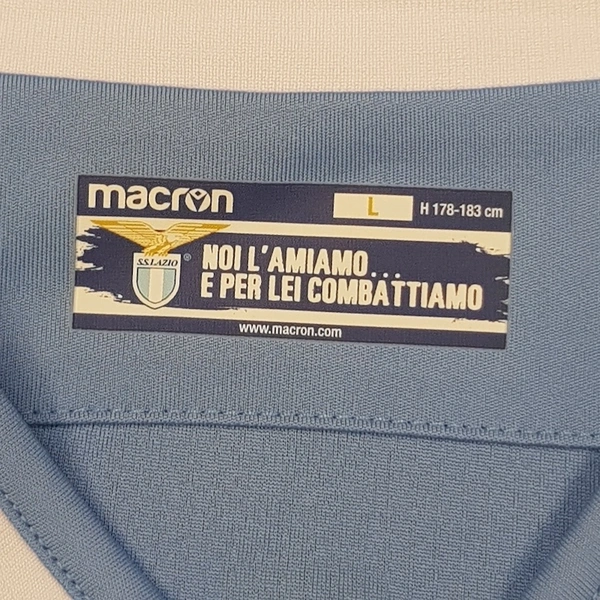 macron
L
H 178-183 cm
S.S.LAZIO
®
NOI L'AMIAMO...
E PER LEI COMBATTIAMO
www.macron.com